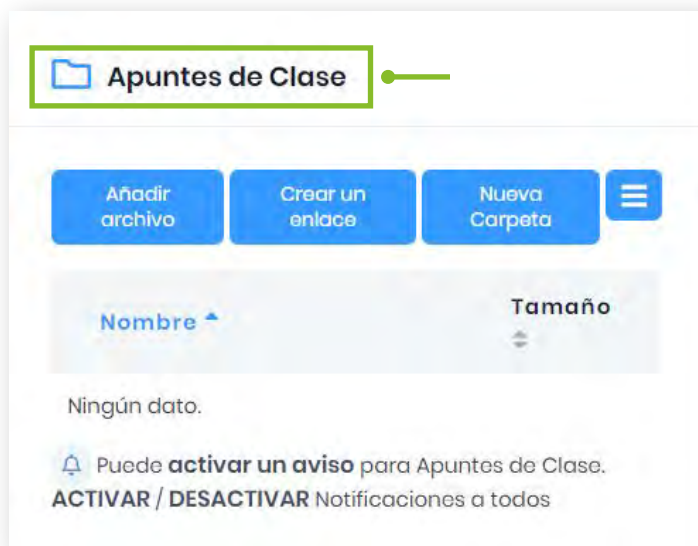 Apuntes de Clase
Añadir archivo
Crear un enlace
Nueva Carpeta
Nombre
Tamaño
Ningún dato.
Puede activar un aviso para Apuntes de Clase.
ACTIVAR / DESACTIVAR Notificaciones a todos